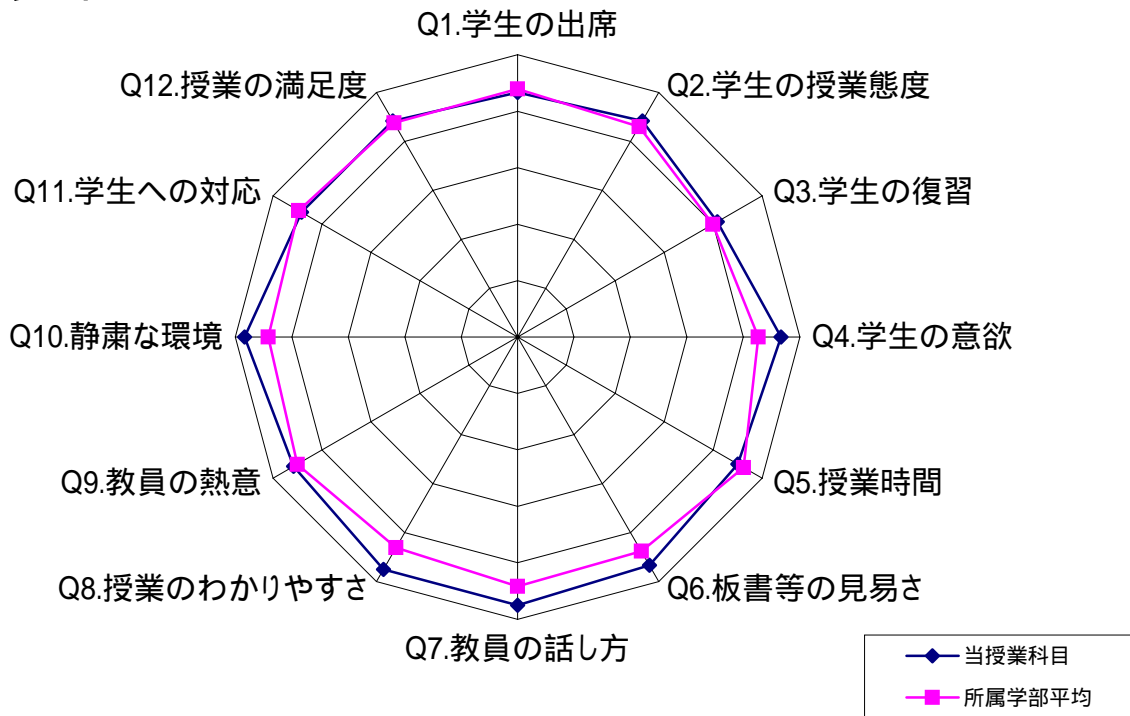 Q1.学生の出席
Q2.学生の授業態度
Q3.学生の復習
Q4.学生の意欲
Q5.授業時間
Q6.板書等の見易さ
Q7.教員の話し方
Q8.授業のわかりやすさ
Q9.教員の熱意
Q10.静粛な環境
Q11.学生への対応
Q12.授業の満足度
当授業科目
所属学部平均